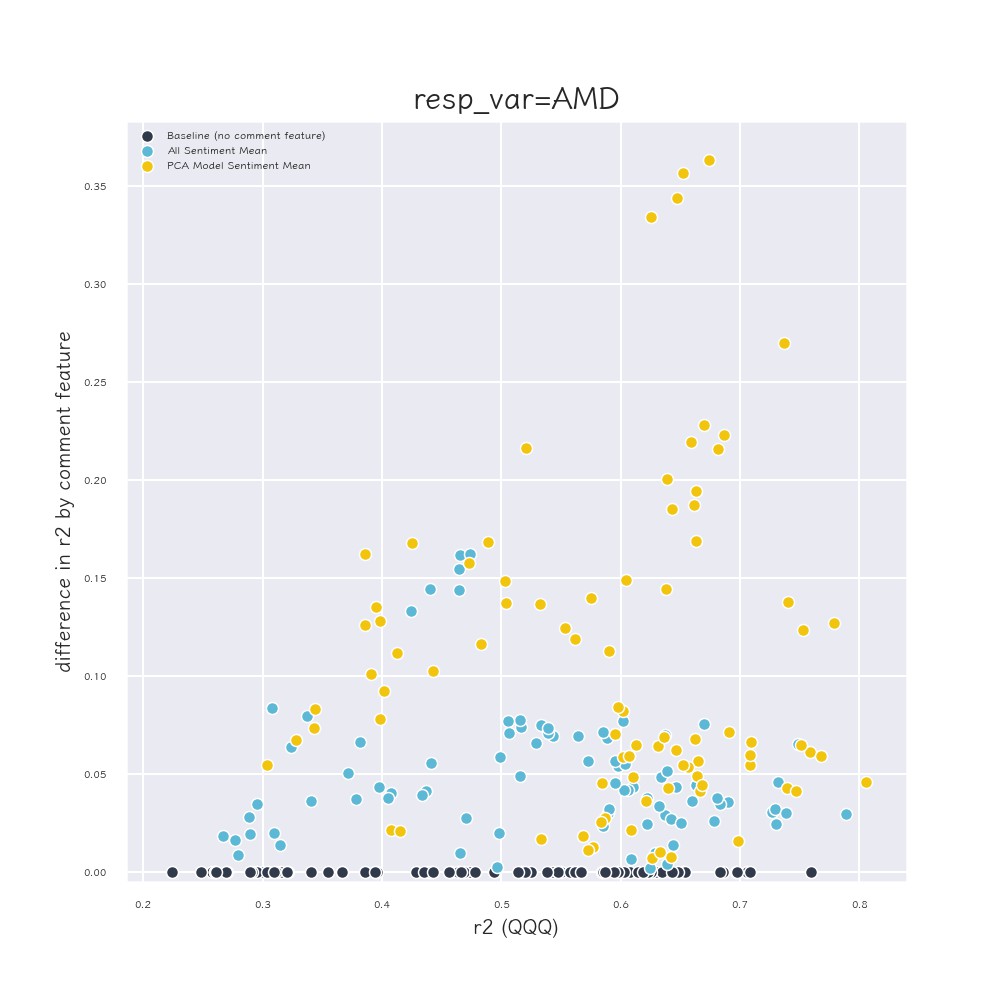 resp_var=AMD
Baseline (no comment feature)
All Sentiment Mean
PCA Model Sentiment Mean
difference in r2 by comment feature
0.35
0.30
0.25
0.20
0.15
0.10
0.05
0.00
0.2 0.3 0.4 0.5 0.6 0.7 0.8
r2 (QQQ)